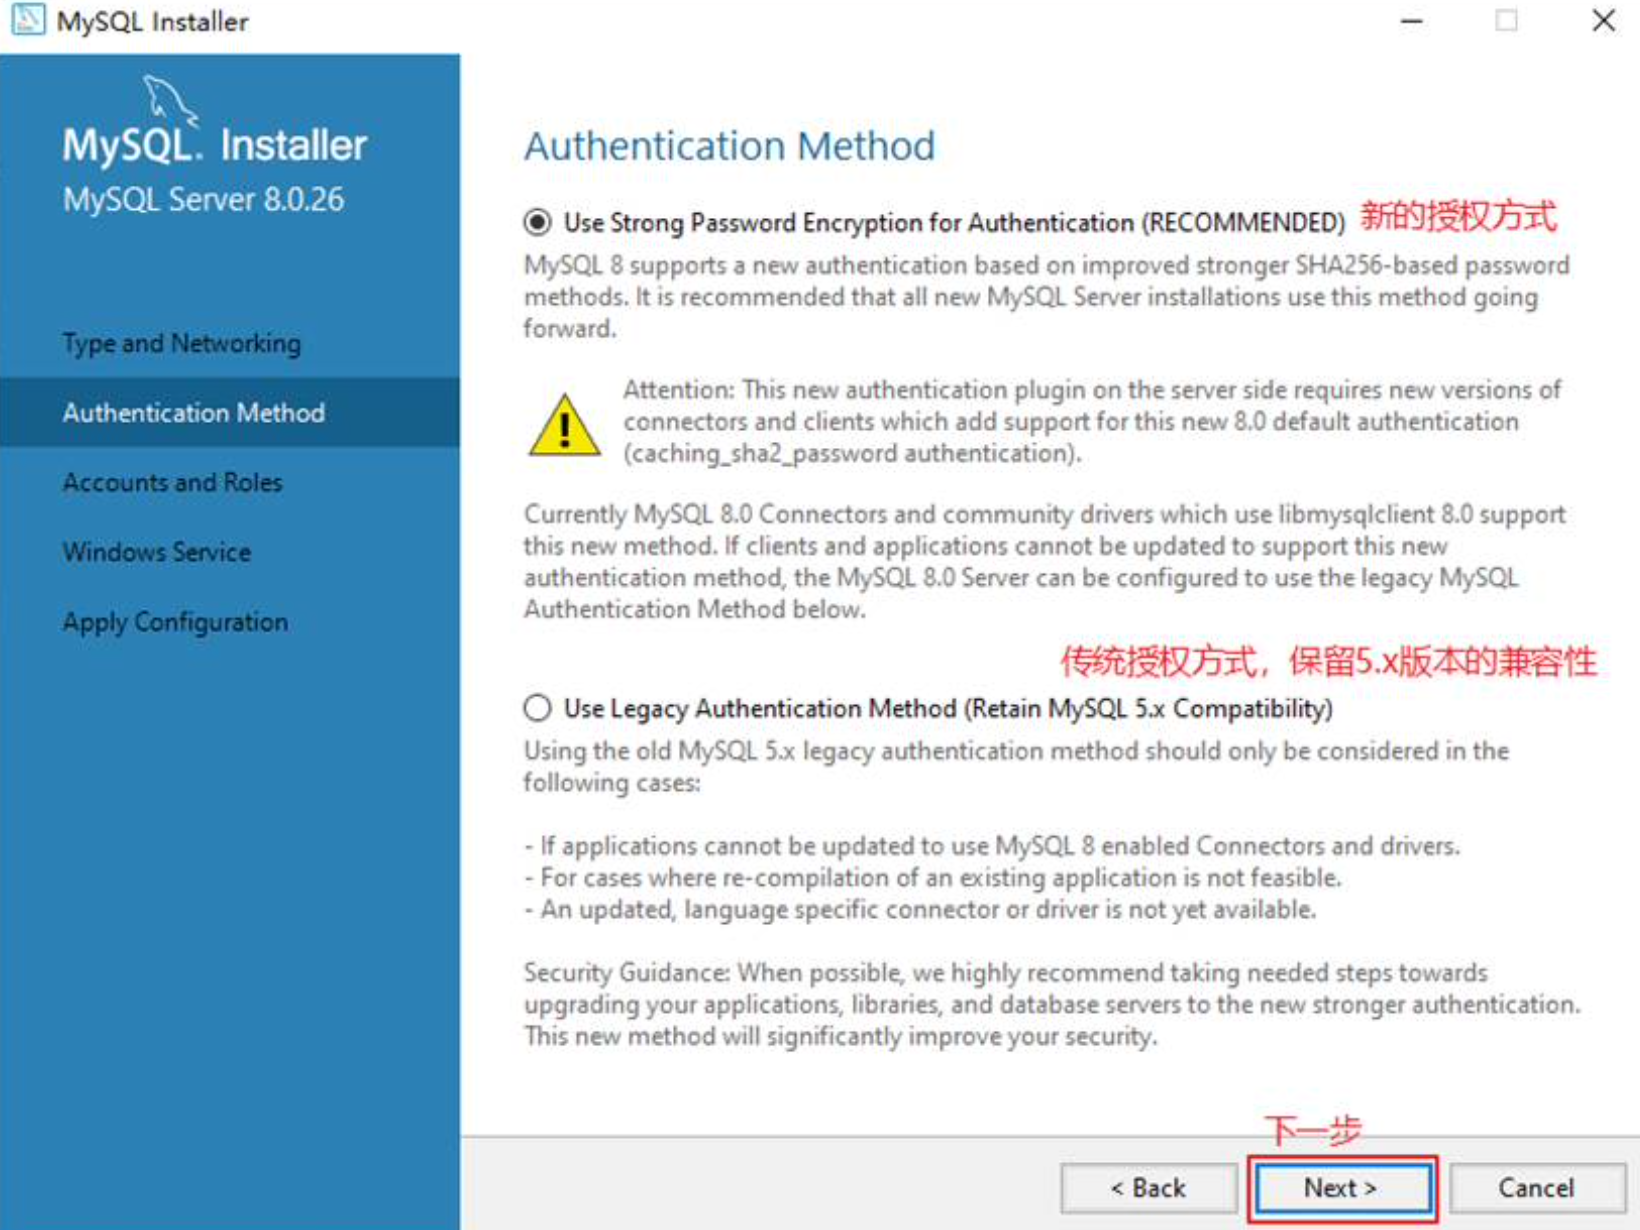 MySQL Installer
MySQL. Installer
MySQL Server 8.0.26
Type and Networking
Authentication Method
Accounts and Roles
Windows Service
Apply Configuration
Authentication Method
Use Strong Password Encryption for Authentication (RECOMMENDED) 新的授权方式
MySQL 8 supports a new authentication based on improved stronger SHA256-based password
methods. It is recommended that all new MySQL Server installations use this method going
forward.
Attention: This new authentication plugin on the server side requires new versions of
connectors and clients which add support for this new 8.0 default authentication
(caching_sha2_password authentication).
Currently MySQL 8.0 Connectors and community drivers which use libmysqlclient 8.0 support
this new method. If clients and applications cannot be updated to support this new
authentication method, the MySQL 8.0 Server can be configured to use the legacy MySQL
Authentication Method below.
传统授权方式，保留5.x版本的兼容性
Use Legacy Authentication Method (Retain MySQL 5.x Compatibility)
Using the old MySQL 5.x legacy authentication method should only be considered in the
following cases:
- If applications cannot be updated to use MySQL 8 enabled Connectors and drivers.
- For cases where re-compilation of an existing application is not feasible.
- An updated, language specific connector or driver is not yet available.
Security Guidance: When possible, we highly recommend taking needed steps towards
upgrading your applications, libraries, and database servers to the new stronger authentication.
This new method will significantly improve your security.
下一步
< Back
Next >
Cancel